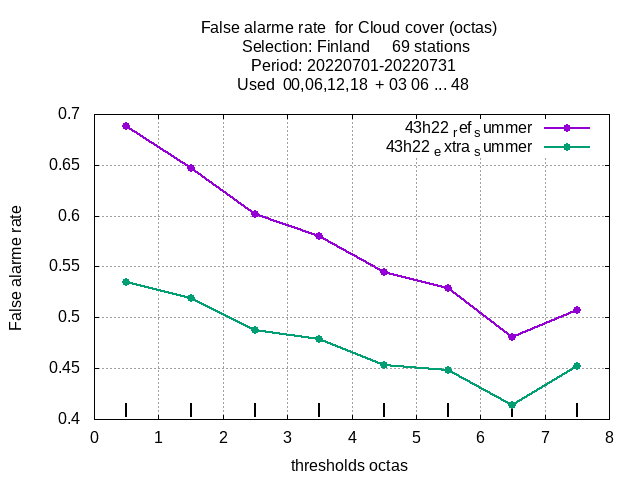 False alarme rate for Cloud cover (octas)
Selection: Finland 69 stations
Period: 20220701-20220731
Used 00,06,12,18 + 03 06 ... 48
43h22 ref summer
43h22 extra summer
False alarme rate
0.7
0.65
0.6
0.55
0.5
0.45
0.4
0 1 2 3 4 5 6 7 8
thresholds octas